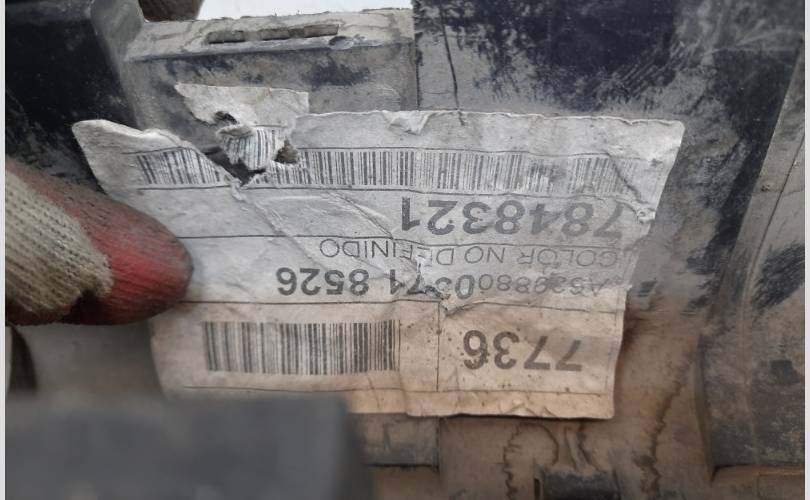 7736
8526
COLOR NO DEFINIDO
7848321